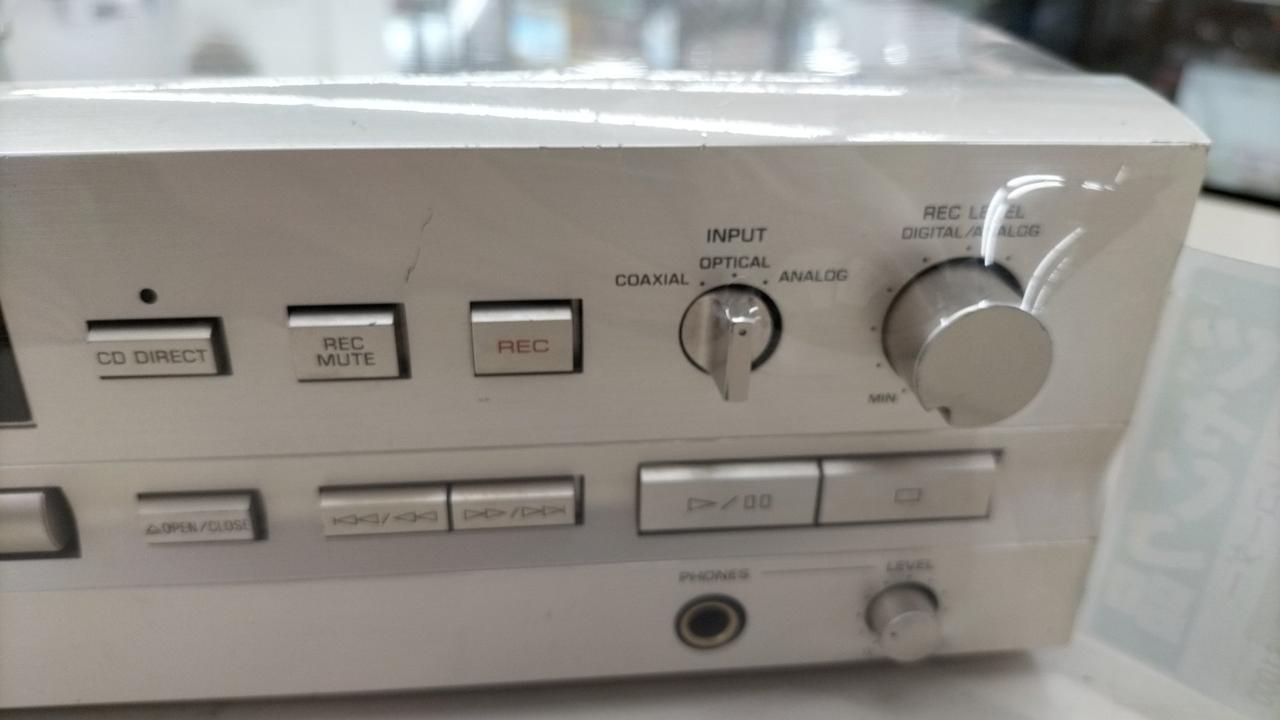 INPUT
COAXIAL
OPTICAL
ANALOG
REC LEVEL
DIGITAL/ANALOG
MIN
CD DIRECT
REC
MUTE
REC
OPEN/CLOSE
PHONES
LEVEL